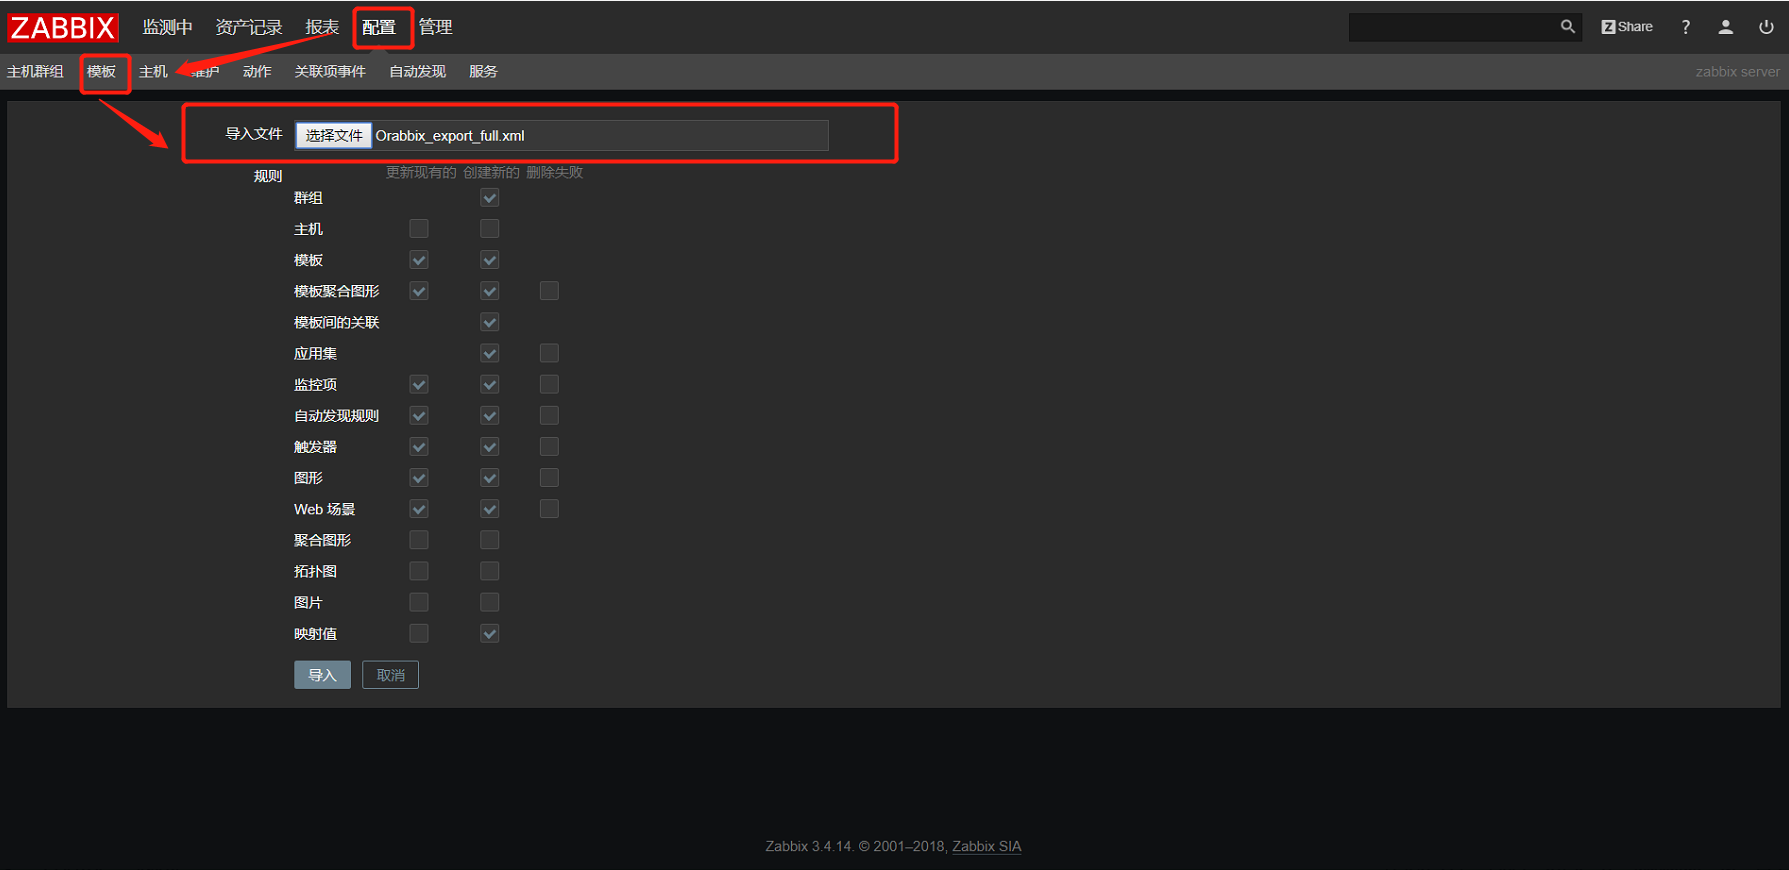 ZABBIX 监测中 资产记录 报表 配置 管理 Z Share ?
主机群组 模板 主机 维护 动作 关联项事件 自动发现 服务 zabbix server
导入文件 选择文件 Orabbix_export_full.xml
规则 更新现有的 创建新的 删除失败
群组
主机
模板
模板聚合图形
模板间的关联
应用集
监控项
自动发现规则
触发器
图形
Web 场景
聚合图形
拓扑图
图片
映射值
导入 取消
Zabbix 3.4.14. © 2001–2018, Zabbix SIA